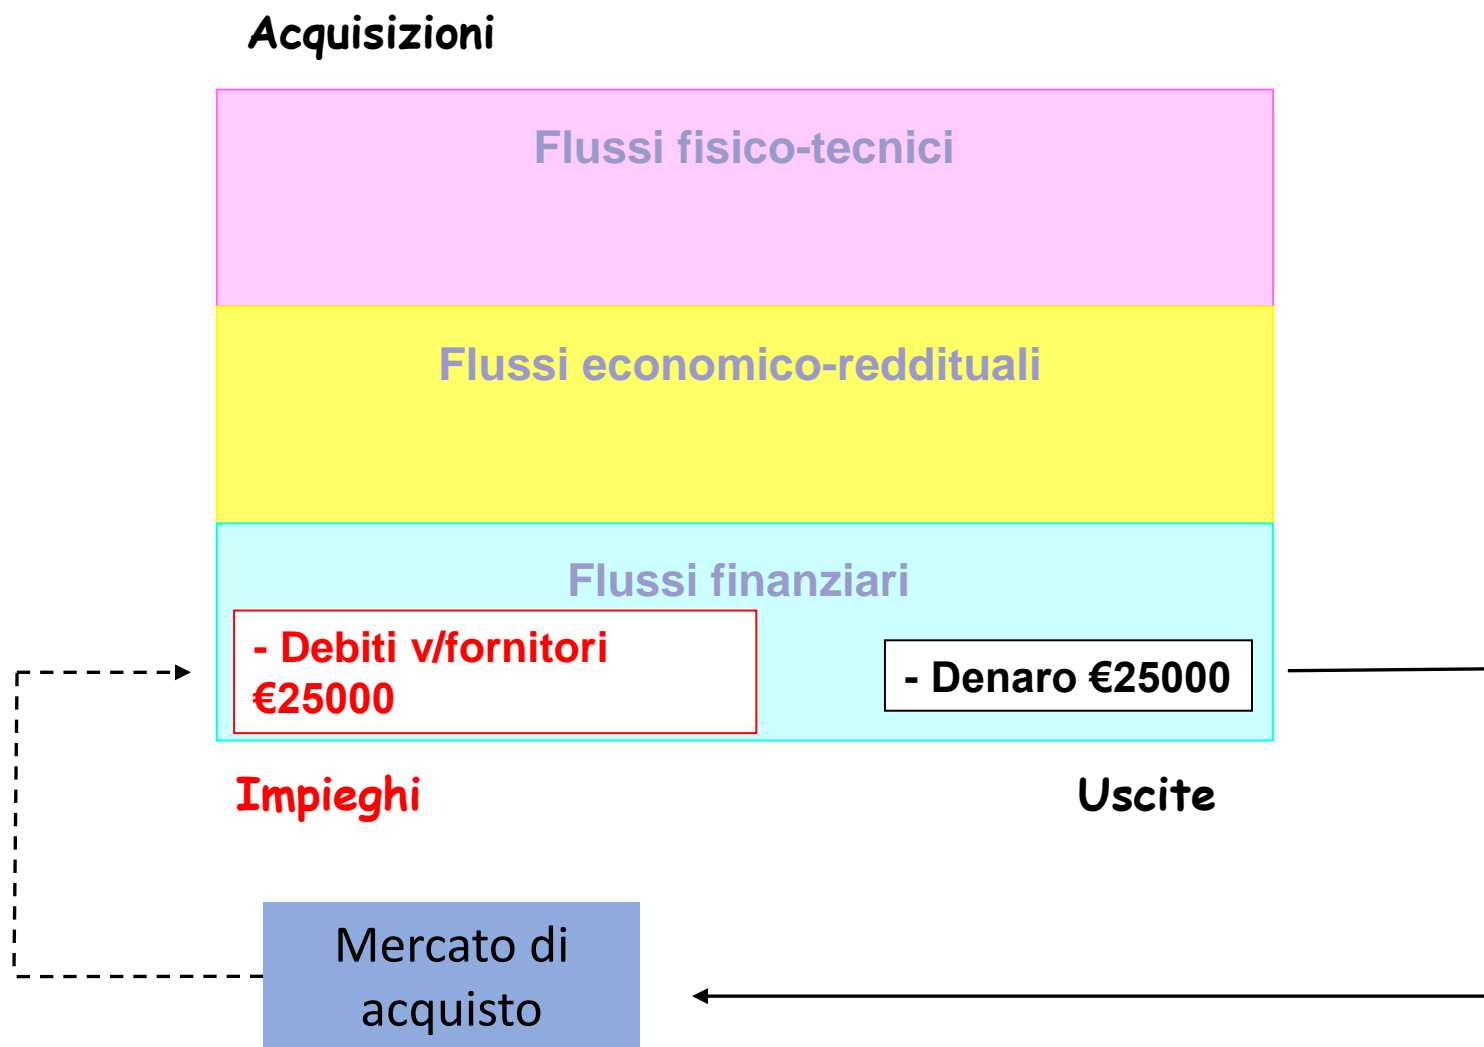 Acquisizioni
Flussi fisico-tecnici
Flussi economico-reddituali
Flussi finanziari
- Debiti v/fornitori
€25000
- Denaro €25000
Impieghi
Uscite
Mercato di
acquisto